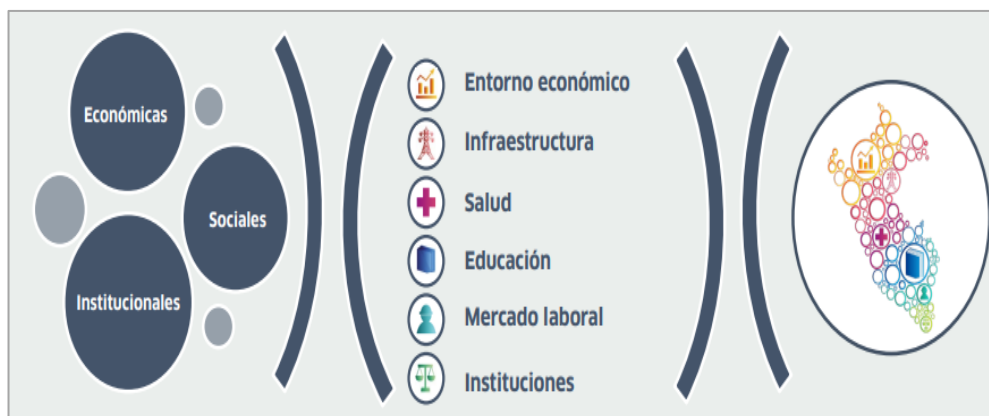 Económicas
Sociales
Institucionales
Entorno económico
Infraestructura
Salud
Educación
Mercado laboral
Instituciones